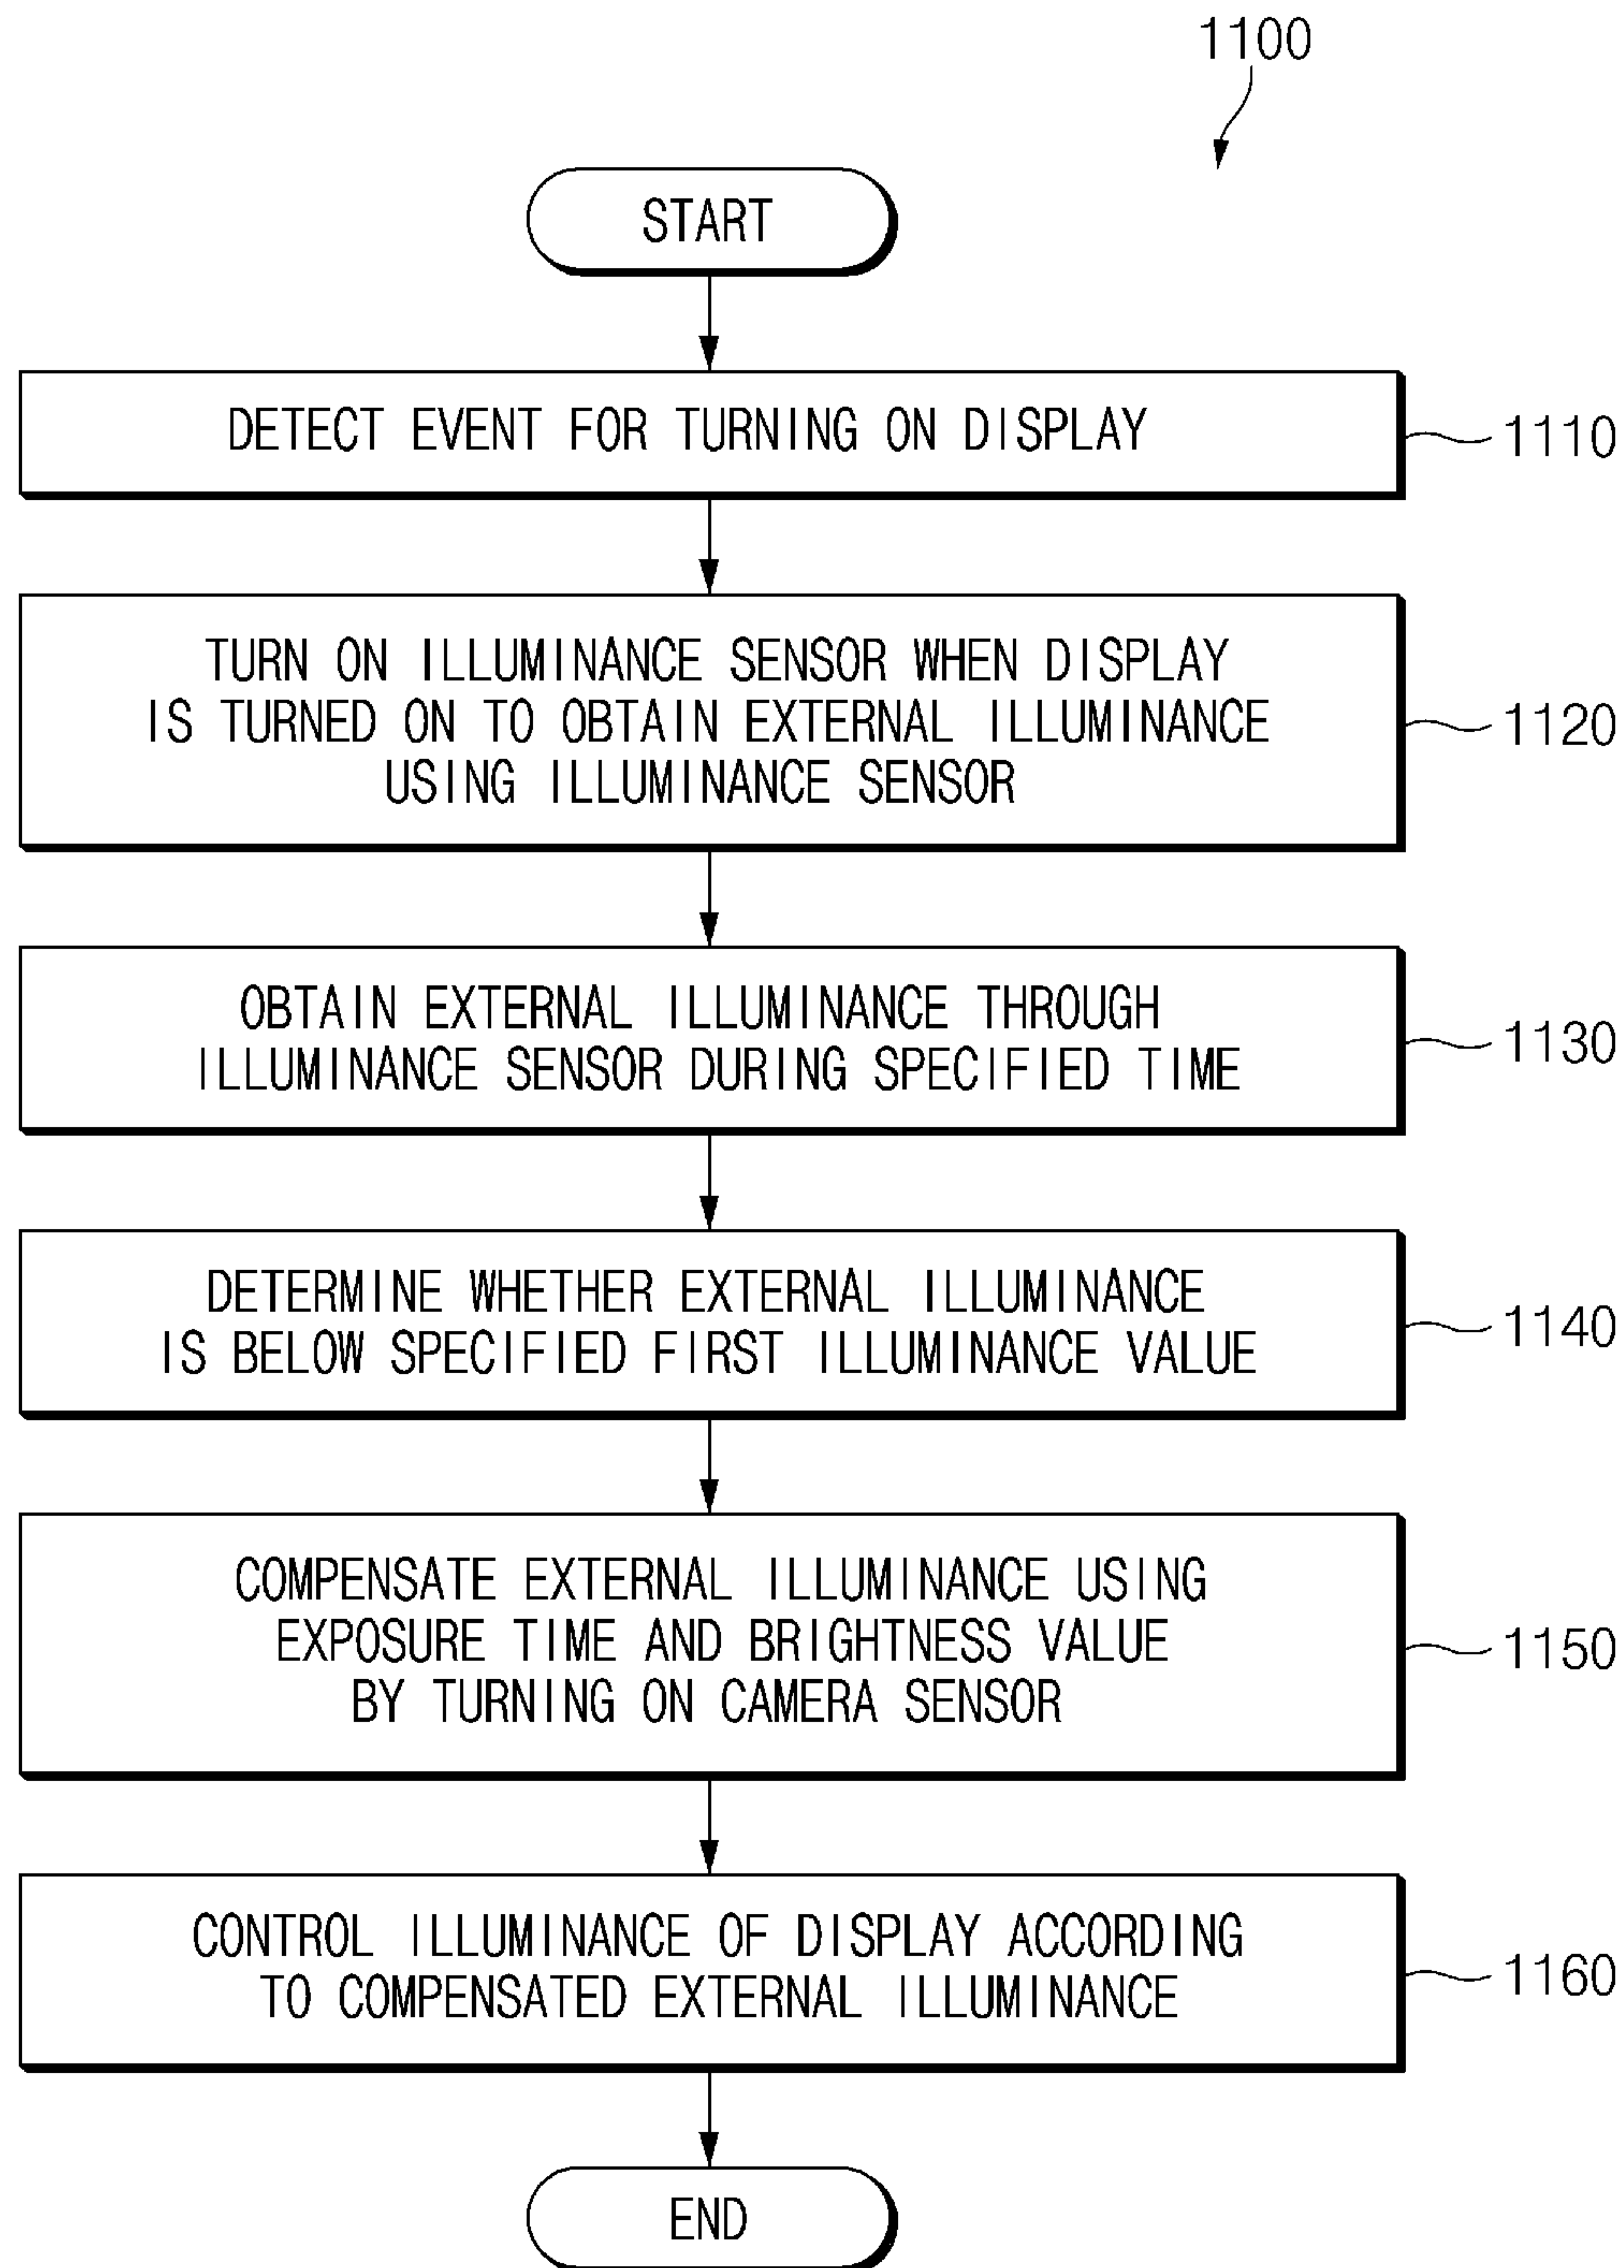 1100
START
DETECT EVENT FOR TURNING ON DISPLAY
1110
TURN ON ILLUMINANCE SENSOR WHEN DISPLAY
IS TURNED ON TO OBTAIN EXTERNAL ILLUMINANCE
USING ILLUMINANCE SENSOR
1120
OBTAIN EXTERNAL ILLUMINANCE THROUGH
ILLUMINANCE SENSOR DURING SPECIFIED TIME
1130
DETERMINE WHETHER EXTERNAL ILLUMINANCE
IS BELOW SPECIFIED FIRST ILLUMINANCE VALUE
1140
COMPENSATE EXTERNAL ILLUMINANCE USING
EXPOSURE TIME AND BRIGHTNESS VALUE
BY TURNING ON CAMERA SENSOR
1150
CONTROL ILLUMINANCE OF DISPLAY ACCORDING
TO COMPENSATED EXTERNAL ILLUMINANCE
1160
END